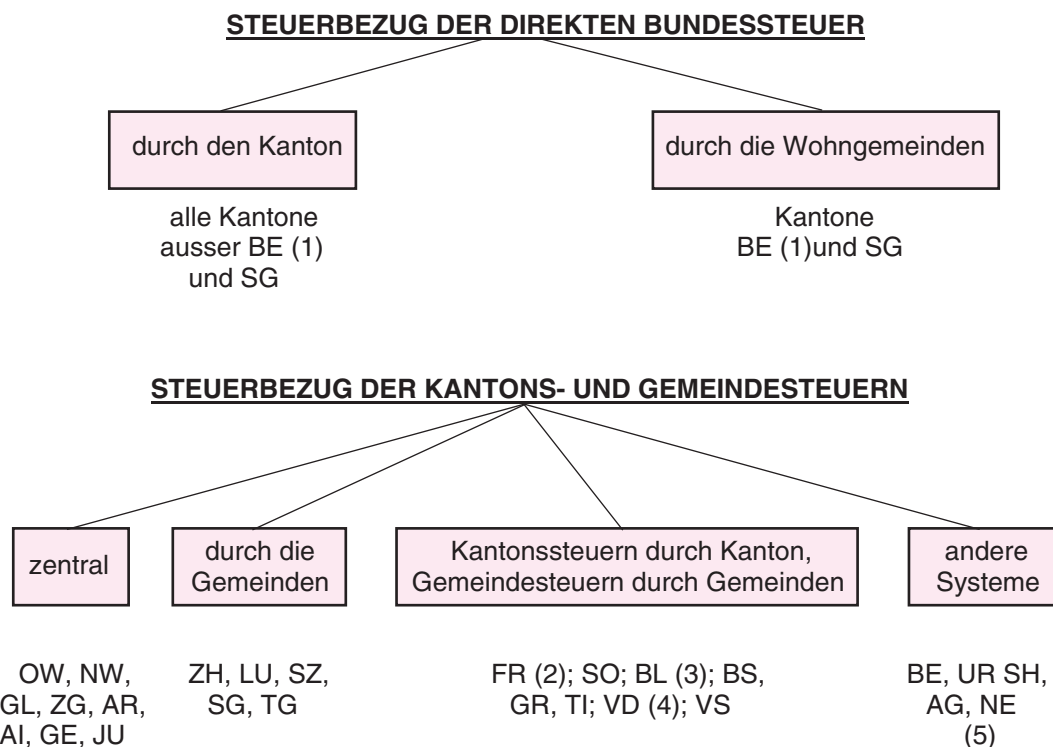 STEUERBEZUG DER DIREKTEN BUNDESSTEUER
durch den Kanton
alle Kantone
ausser BE (1)
und SG
durch die Wohngemeinden
Kantone
BE (1)und SG
STEUERBEZUG DER KANTONS- UND GEMEINDESTEUERN
zentral
OW, NW,
GL, ZG, AR,
AI, GE, JU
durch die
Gemeinden
ZH, LU, SZ,
SG, TG
Kantonssteuern durch Kanton,
Gemeindesteuern durch Gemeinden
FR (2); SO; BL (3); BS,
GR, TI; VD (4); VS
andere
Systeme
BE, UR SH,
AG, NE
(5)